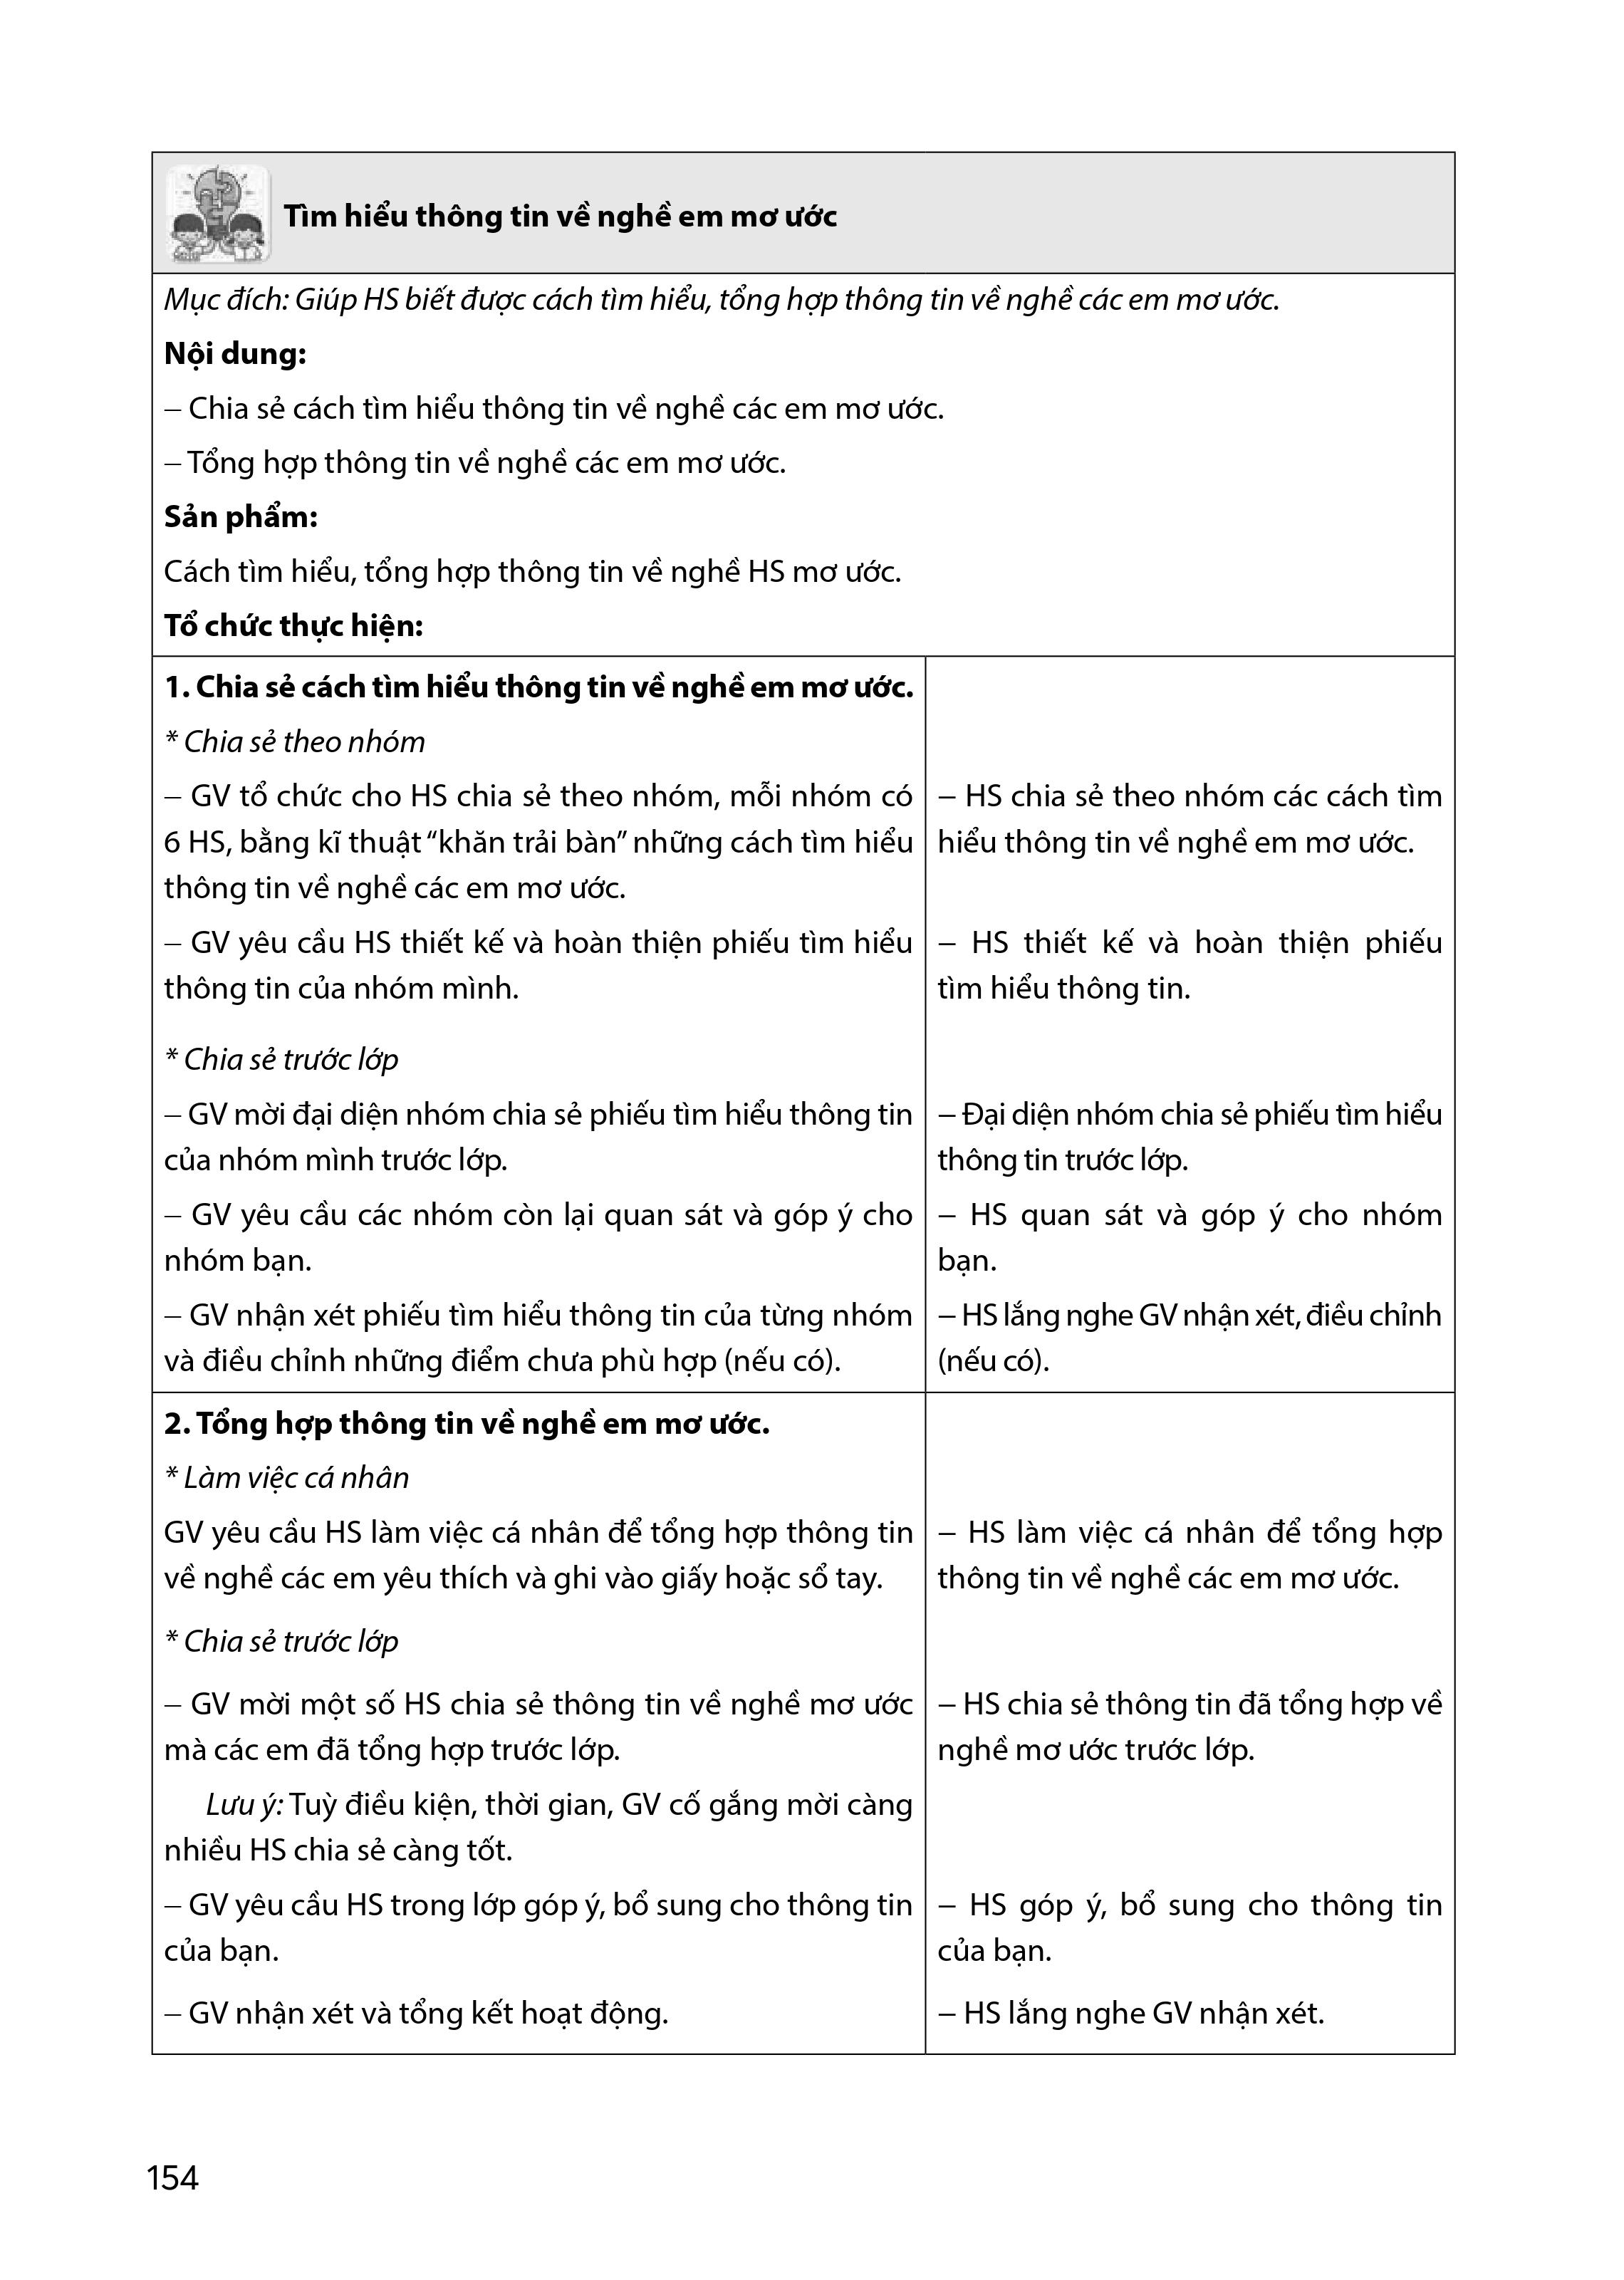 Tìm hiểu thông tin về nghề em mơ ước
Mục đích: Giúp HS biết được cách tìm hiểu, tổng hợp thông tin về nghề các em mơ ước.
Nội dung:
– Chia sẻ cách tìm hiểu thông tin về nghề các em mơ ước.
– Tổng hợp thông tin về nghề các em mơ ước.
Sản phẩm:
Cách tìm hiểu, tổng hợp thông tin về nghề HS mơ ước.
Tổ chức thực hiện:
1. Chia sẻ cách tìm hiểu thông tin về nghề em mơ ước.
* Chia sẻ theo nhóm
– GV tổ chức cho HS chia sẻ theo nhóm, mỗi nhóm có
6 HS, bằng kĩ thuật “khăn trải bàn” những cách tìm hiểu
thông tin về nghề các em mơ ước.
– GV yêu cầu HS thiết kế và hoàn thiện phiếu tìm hiểu
thông tin của nhóm mình.
* Chia sẻ trước lớp
– GV mời đại diện nhóm chia sẻ phiếu tìm hiểu thông tin
của nhóm mình trước lớp.
– GV yêu cầu các nhóm còn lại quan sát và góp ý cho
nhóm bạn.
– GV nhận xét phiếu tìm hiểu thông tin của từng nhóm
và điều chỉnh những điểm chưa phù hợp (nếu có).
– HS chia sẻ theo nhóm các cách tìm
hiểu thông tin về nghề em mơ ước.
– HS thiết kế và hoàn thiện phiếu
tìm hiểu thông tin.
– Đại diện nhóm chia sẻ phiếu tìm hiểu
thông tin trước lớp.
– HS quan sát và góp ý cho nhóm
bạn.
– HS lắng nghe GV nhận xét, điều chỉnh
(nếu có).
2. Tổng hợp thông tin về nghề em mơ ước.
* Làm việc cá nhân
GV yêu cầu HS làm việc cá nhân để tổng hợp thông tin
về nghề các em yêu thích và ghi vào giấy hoặc sổ tay.
* Chia sẻ trước lớp
– GV mời một số HS chia sẻ thông tin về nghề mơ ước
mà các em đã tổng hợp trước lớp.
Lưu ý: Tuỳ điều kiện, thời gian, GV cố gắng mời càng
nhiều HS chia sẻ càng tốt.
– GV yêu cầu HS trong lớp góp ý, bổ sung cho thông tin
của bạn.
– GV nhận xét và tổng kết hoạt động.
– HS làm việc cá nhân để tổng hợp
thông tin về nghề các em mơ ước.
– HS chia sẻ thông tin đã tổng hợp về
nghề mơ ước trước lớp.
– HS góp ý, bổ sung cho thông tin
của bạn.
– HS lắng nghe GV nhận xét.
154